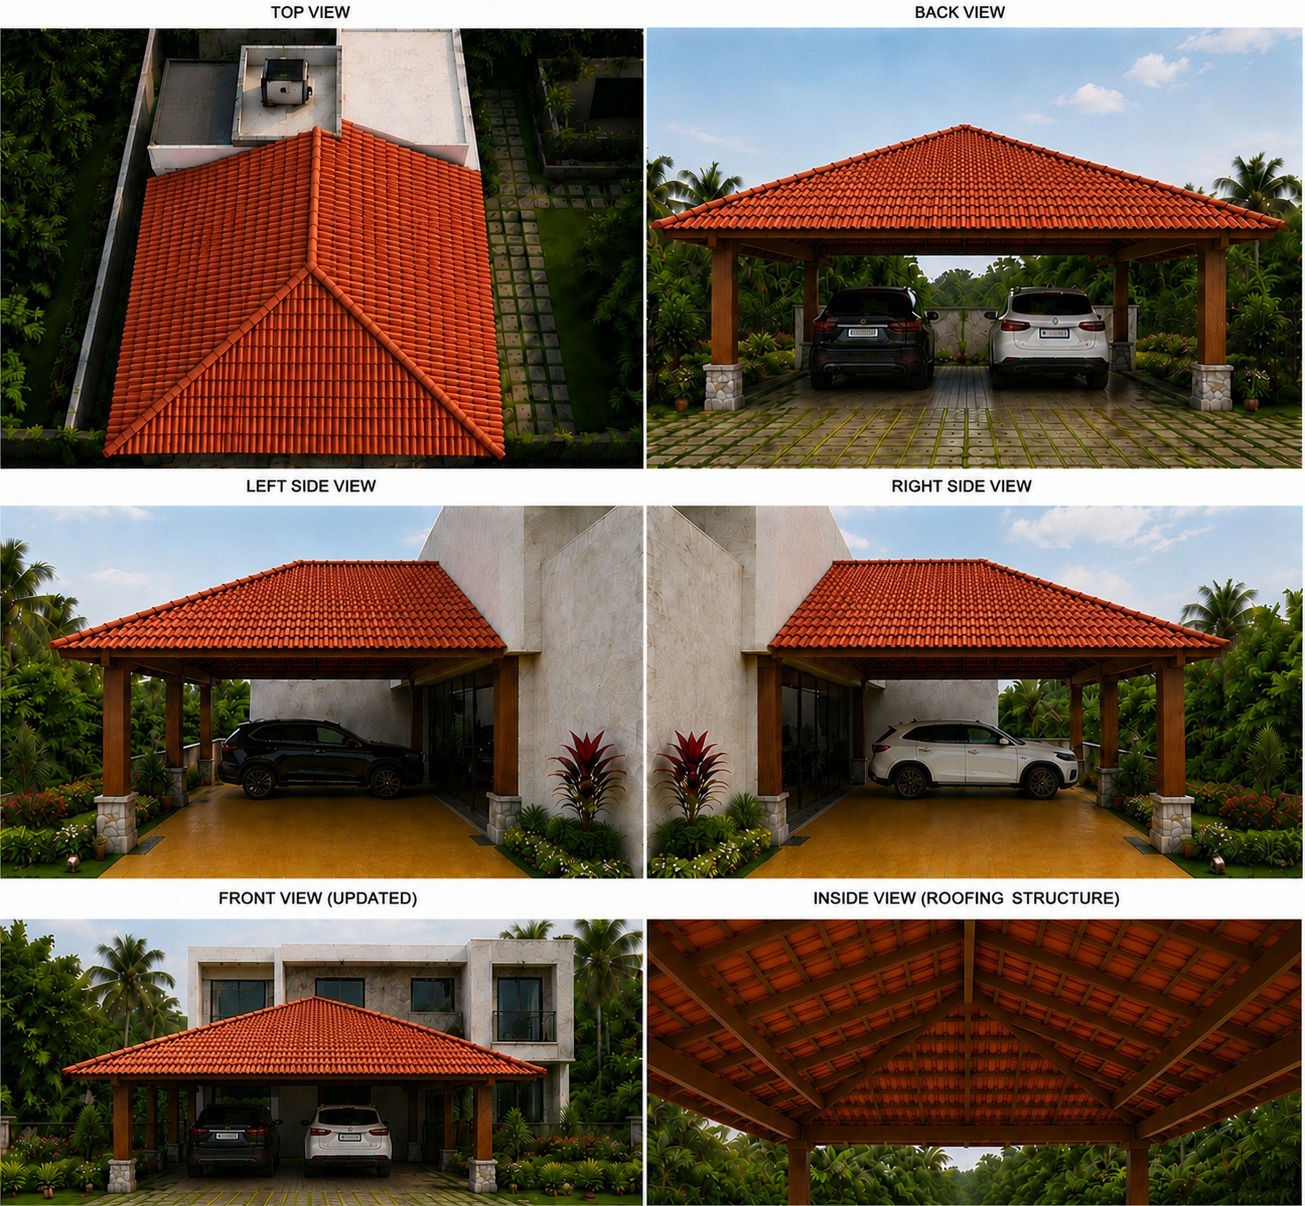 TOP VIEW
BACK VIEW
LEFT SIDE VIEW
RIGHT SIDE VIEW
FRONT VIEW (UPDATED)
INSIDE VIEW (ROOFING STRUCTURE)